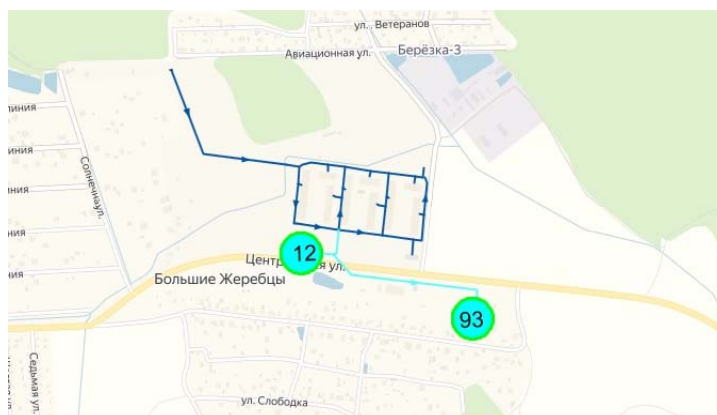 ул. Ветеранов
Авиационная ул.
Берёзка-3
линия
линия
Солнечная ул.
Линия
линия
ния
12
Центральная ул.
Большие Жеребцы
93
Седьмая ул.
ул. Слободка